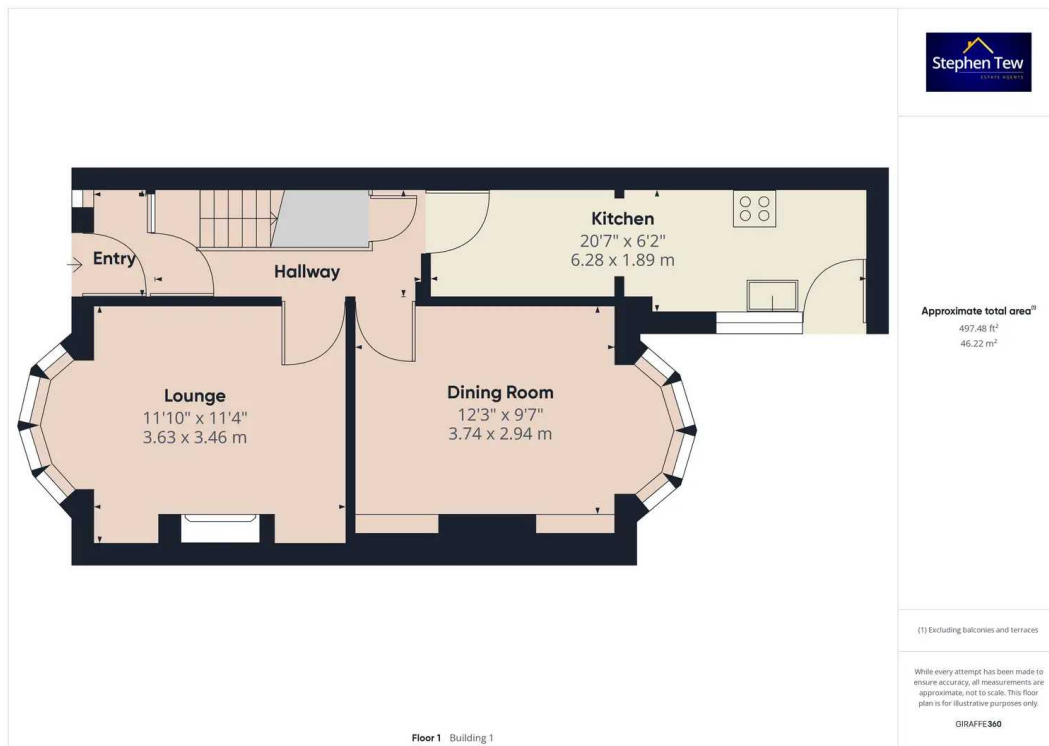 Stephen Tew
ESTATE AGENTS
Kitchen
20'7" x 6'2"
6.28 x 1.89 m
Entry
Hallway
Approximate total area⁽¹⁾
497.48 ft²
46.22 m²
Lounge
11'10" x 11'4"
3.63 x 3.46 m
Dining Room
12'3" x 9'7"
3.74 x 2.94 m
(1) Excluding balconies and terraces
While every attempt has been made to
ensure accuracy, all measurements are
approximate, not to scale. This floor
plan is for illustrative purposes only.
GIRAFFE360
Floor 1 Building 1